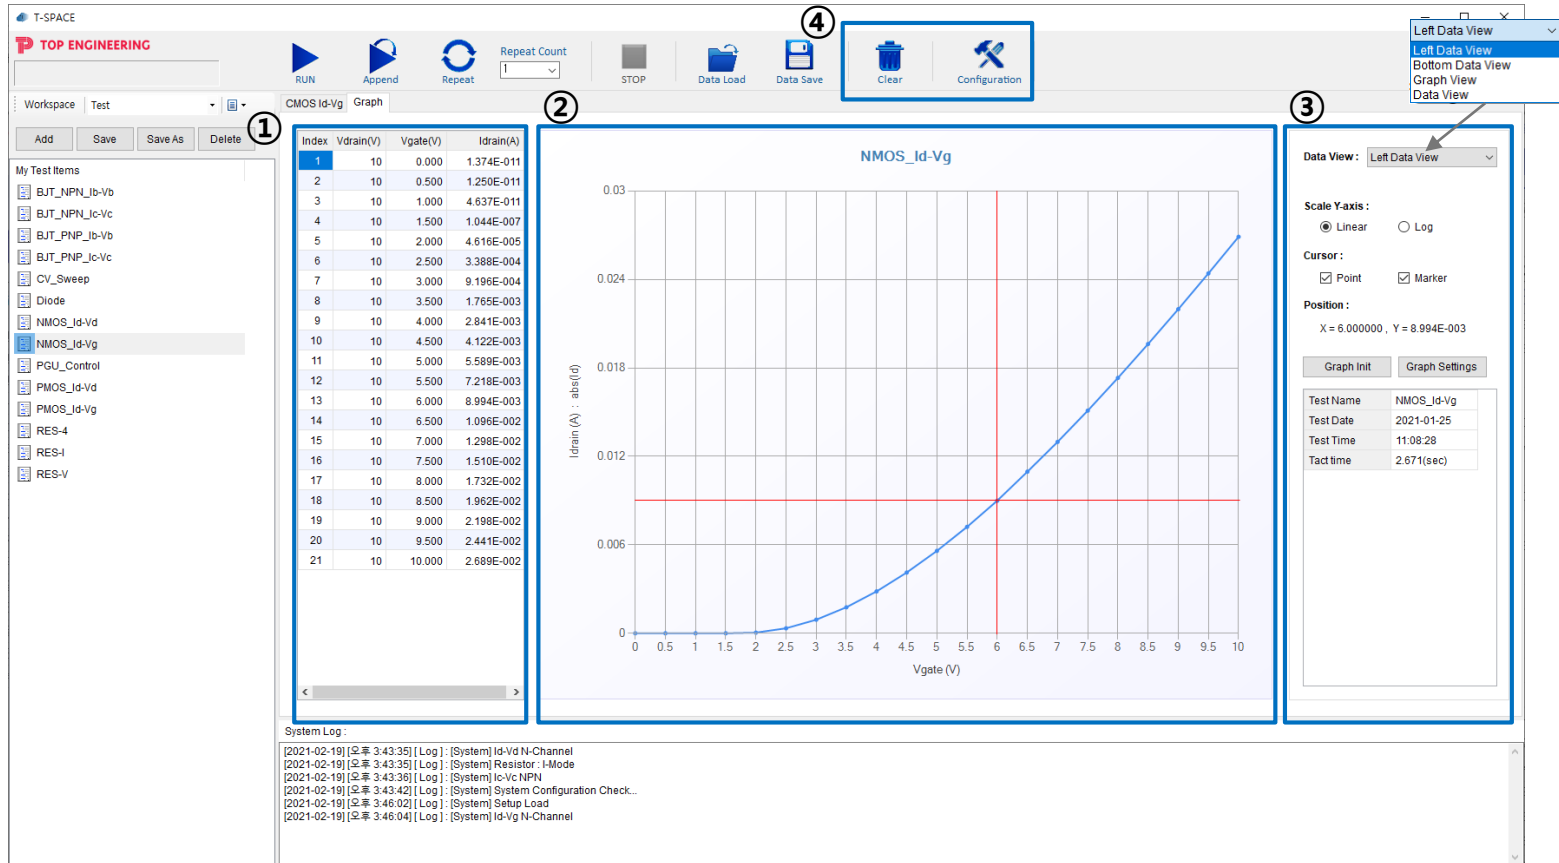 T-SPACE
TOP ENGINEERING
RUN
Append
Repeat
Repeat Count
1
STOP
Data Load
Data Save
④
Clear
Configuration
Left Data View
Left Data View
Bottom Data View
Graph View
Data View
Workspace Test
Add Save Save As Delete
My Test Items
BJT_NPN_Ib-Vb
BJT_NPN_Ic-Vc
BJT_PNP_Ib-Vb
BJT_PNP_Ic-Vc
CV_Sweep
Diode
NMOS_Id-Vd
NMOS_Id-Vg
PGU_Control
PMOS_Id-Vd
PMOS_Id-Vg
RES-4
RES-I
RES-V
CMOS Id-Vg Graph
①
Index Vdrain(V) Vgate(V) Idrain(A)
1 10 0.000 1.374E-011
2 10 0.500 1.250E-011
3 10 1.000 4.637E-011
4 10 1.500 1.044E-007
5 10 2.000 4.616E-005
6 10 2.500 3.388E-004
7 10 3.000 9.196E-004
8 10 3.500 1.765E-003
9 10 4.000 2.841E-003
10 10 4.500 4.122E-003
11 10 5.000 5.589E-003
12 10 5.500 7.218E-003
13 10 6.000 8.994E-003
14 10 6.500 1.096E-002
15 10 7.000 1.298E-002
16 10 7.500 1.510E-002
17 10 8.000 1.732E-002
18 10 8.500 1.962E-002
19 10 9.000 2.198E-002
20 10 9.500 2.441E-002
21 10 10.000 2.689E-002
②
NMOS_Id-Vg
0.03
0.024
0.018
0.012
0.006
0
Idrain (A) : abs(Id)
0 0.5 1 1.5 2 2.5 3 3.5 4 4.5 5 5.5 6 6.5 7 7.5 8 8.5 9 9.5 10
Vgate (V)
③
Data View : Left Data View
Scale Y-axis :
Linear Log
Cursor :
Point Marker
Position :
X = 6.000000 , Y = 8.994E-003
Graph Init Graph Settings
Test Name NMOS_Id-Vg
Test Date 2021-01-25
Test Time 11:08:28
Tact time 2.671(sec)
System Log :
[2021-02-19] [오후 3:43:35] [ Log ] : [System] Id-Vd N-Channel
[2021-02-19] [오후 3:43:35] [ Log ] : [System] Resistor : I-Mode
[2021-02-19] [오후 3:43:36] [ Log ] : [System] Ic-Vc NPN
[2021-02-19] [오후 3:43:42] [ Log ] : [System] System Configuration Check...
[2021-02-19] [오후 3:46:02] [ Log ] : [System] Setup Load
[2021-02-19] [오후 3:46:04] [ Log ] : [System] Id-Vg N-Channel